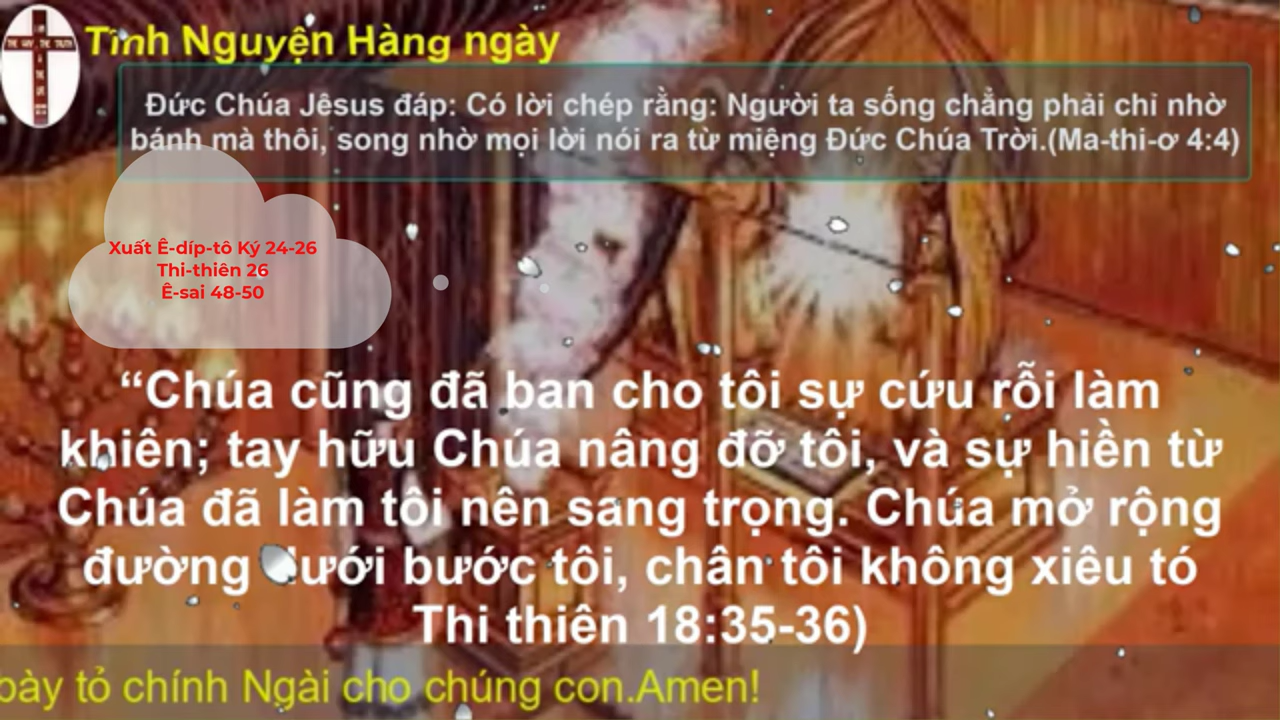 THE WAY, THE TRUTH
Tĩnh Nguyện Hàng ngày
Đức Chúa Jêsus đáp: Có lời chép rằng: Người ta sống chẳng phải chỉ nhờ
bánh mà thôi, song nhờ mọi lời nói ra từ miệng Đức Chúa Trời.(Ma-thi-ơ 4:4)
Xuất Ê-díp-tô Ký 24-26
Thi-thiên 26
Ê-sai 48-50
“Chúa cũng đã ban cho tôi sự cứu rỗi làm
khiên; tay hữu Chúa nâng đỡ tôi, và sự hiền từ
Chúa đã làm tôi nên sang trọng. Chúa mở rộng
đường dưới bước tôi, chân tôi không xiêu tó
Thi thiên 18:35-36)
bày tỏ chính Ngài cho chúng con.Amen!